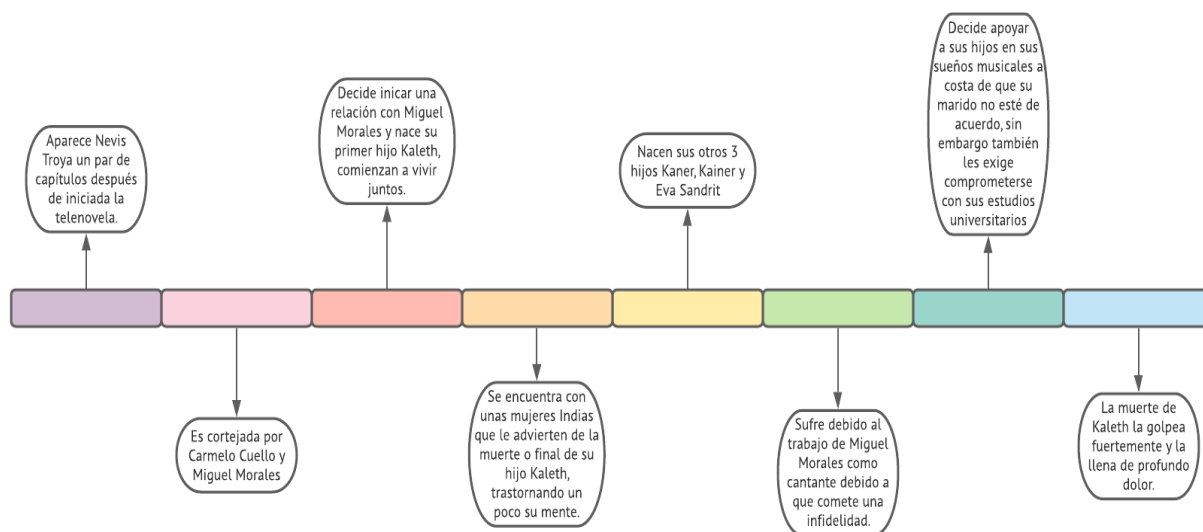 Aparece Nevis
Troya un par de
capítulos después
de iniciada la
telenovela.
Es cortejada por
Carmelo Cuello y
Miguel Morales
Decide inicar una
relación con Miguel
Morales y nace su
primer hijo Kaleth,
comienzan a vivir
juntos.
Se encuentra con
unas mujeres Indias
que le advierten de la
muerte o final de su
hijo Kaleth,
trastornando un
poco su mente.
Nacen sus otros 3
hijos Kaner, Kainer y
Eva Sandrit
Sufre debido al
trabajo de Miguel
Morales como
cantante debido a
que comete una
infidelidad.
Decide apoyar
a sus hijos en sus
sueños musicales a
costa de que su
marido no esté de
acuerdo, sin
embargo también
les exige
comprometerse
con sus estudios
universitarios
La muerte de
Kaleth la golpea
fuertemente y la
llena de profundo
dolor.